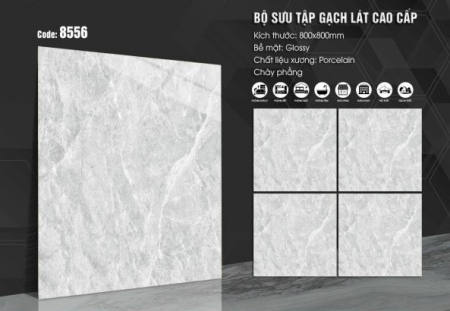 Code: 8556
BỘ SƯU TẬP GẠCH LÁT CAO CẤP
Kích thước: 800x800mm
Bề mặt: Glossy
Chất liệu xương: Porcelain
Chày phẳng